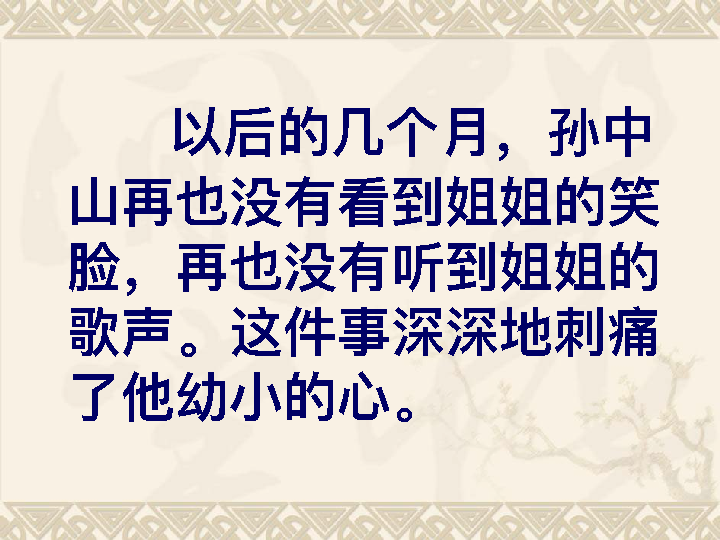 以后的几个月，孙中
山再也没有看到姐姐的笑
脸，再也没有听到姐姐的
歌声。这件事深深地刺痛
了他幼小的心。